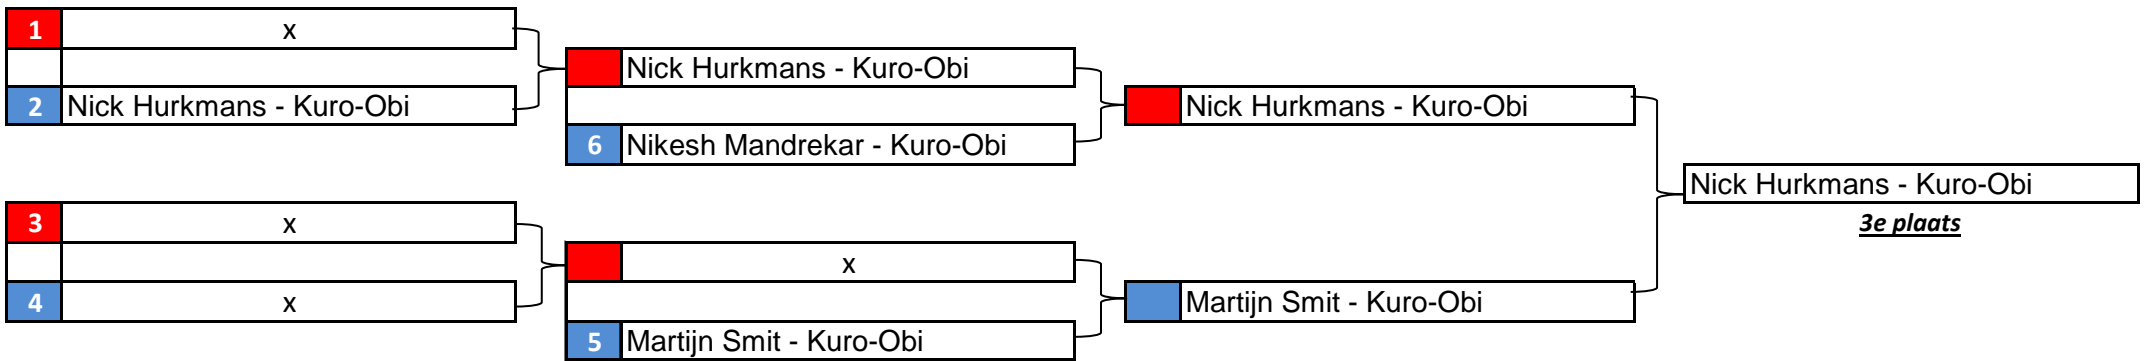 1 x
Nick Hurkmans - Kuro-Obi
2 Nick Hurkmans - Kuro-Obi
Nick Hurkmans - Kuro-Obi
6 Nikesh Mandrekar - Kuro-Obi
Nick Hurkmans - Kuro-Obi
3e plaats
3 x
x
4 x
Martijn Smit - Kuro-Obi
5 Martijn Smit - Kuro-Obi